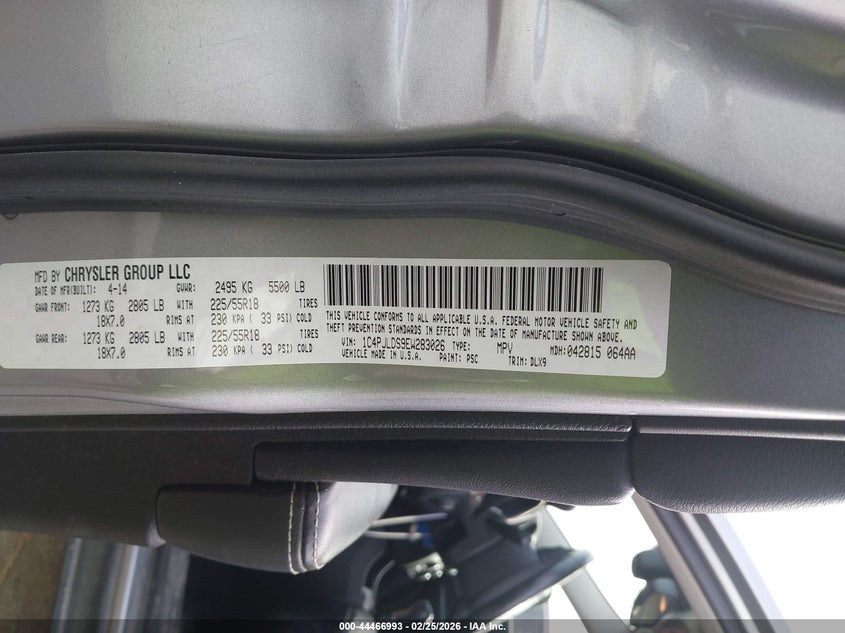 MFD BY CHRYSLER GROUP LLC
DATE OF MFR(BUILT): 4-14 GVWR: 2495 KG 5500 LB
GAWR FRONT: 1273 KG 2805 LB WITH 225/55R18 TIRES
18X7.0 RIMS AT 230 KPA ( 33 PSI) COLD
GAWR REAR: 1273 KG 2805 LB WITH 225/55R18 TIRES
18X7.0 RIMS AT 230 KPA ( 33 PSI) COLD
THIS VEHICLE CONFORMS TO ALL APPLICABLE U.S.A. FEDERAL MOTOR VEHICLE SAFETY AND
THEFT PREVENTION STANDARDS IN EFFECT ON THE DATE OF MANUFACTURE SHOWN ABOVE.
VIN: 1C4PJLDS9EW283026 TYPE: MPV MDH: 042815 064AA
VEHICLE MADE IN U.S.A. PAINT: PSC TRIM: DLX9
000-44466993 - 02/25/2026 - IAA Inc.